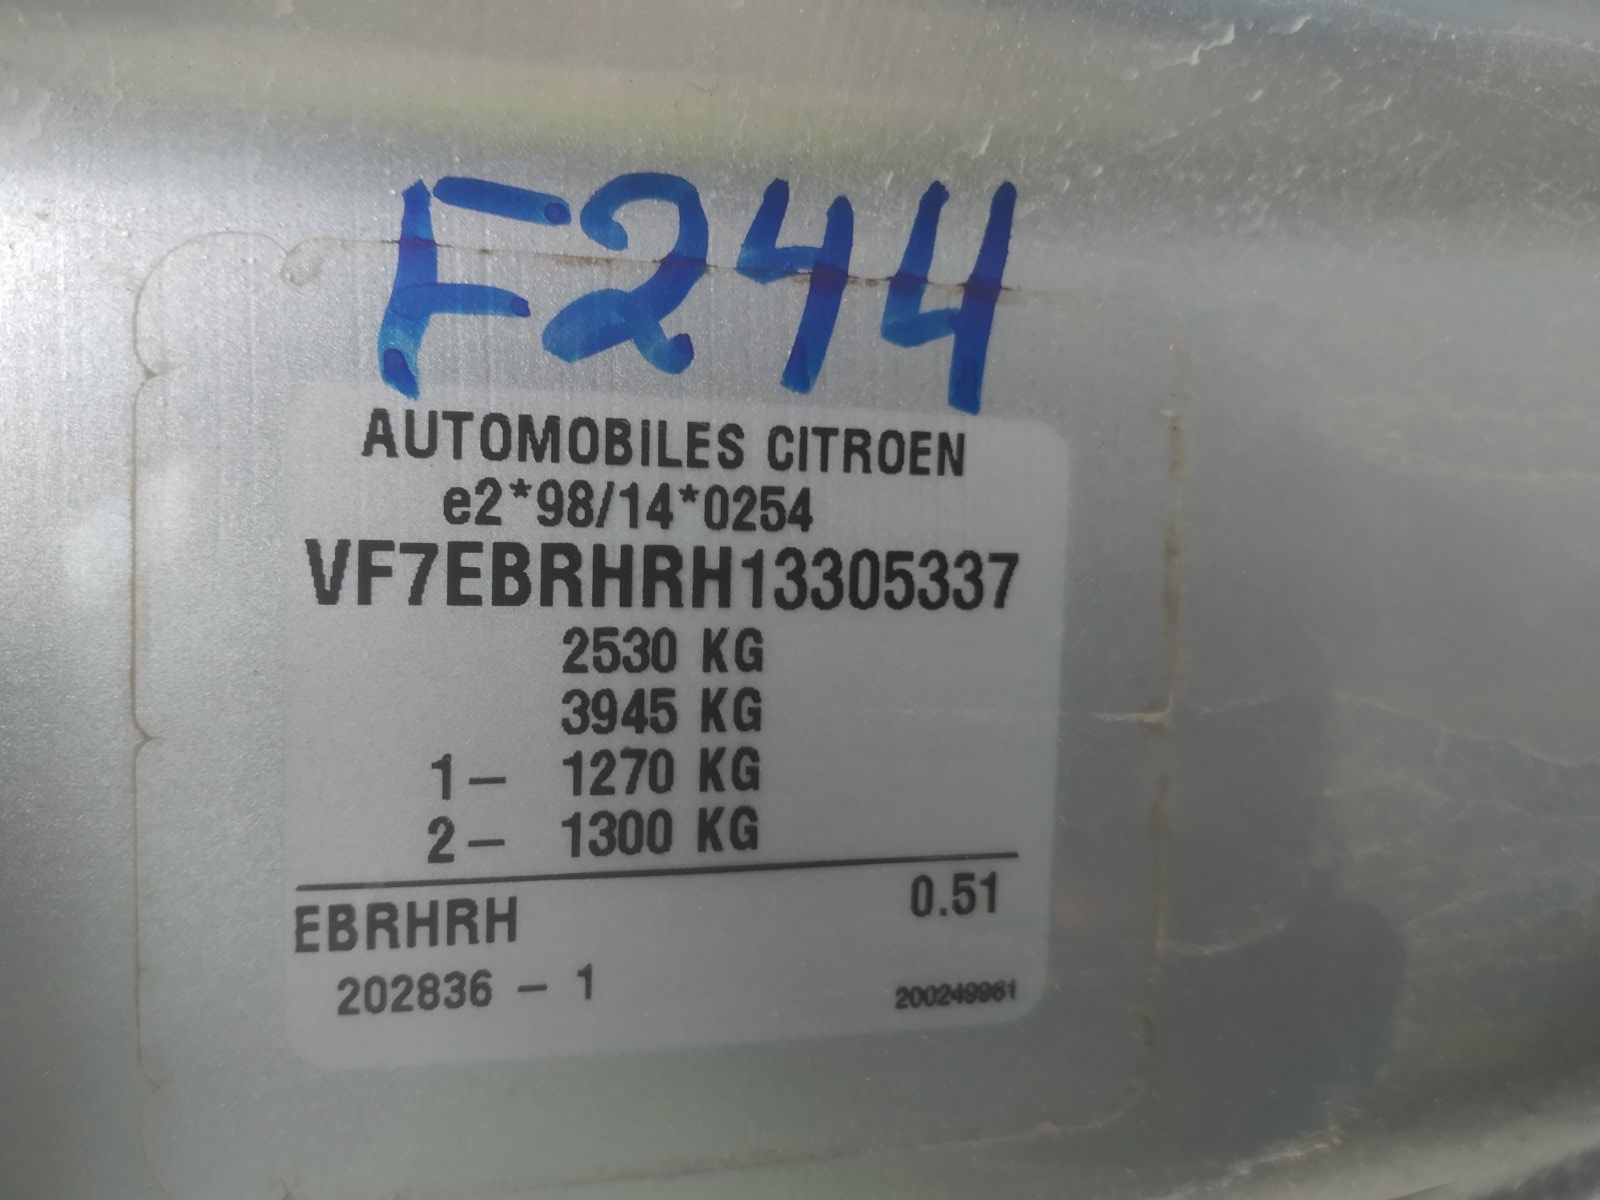 F244
AUTOMOBILES CITROEN
e2*98/14*0254
VF7EBRHRH13305337
2530 KG
3945 KG
1– 1270 KG
2– 1300 KG
EBRHRH 0.51
202836 – 1 200249961